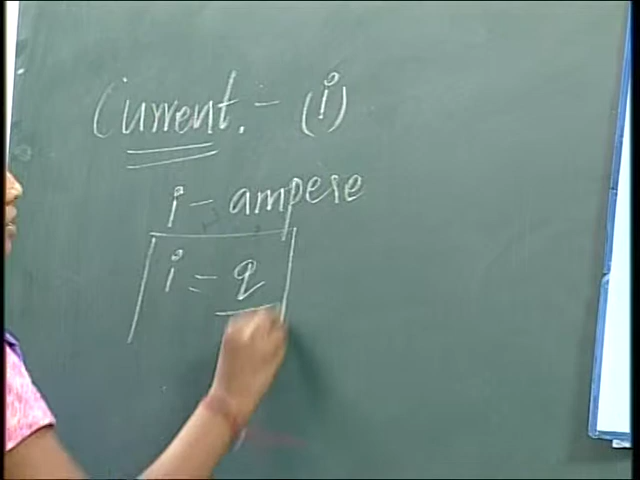 Current. - (i)
i - ampere
i = q